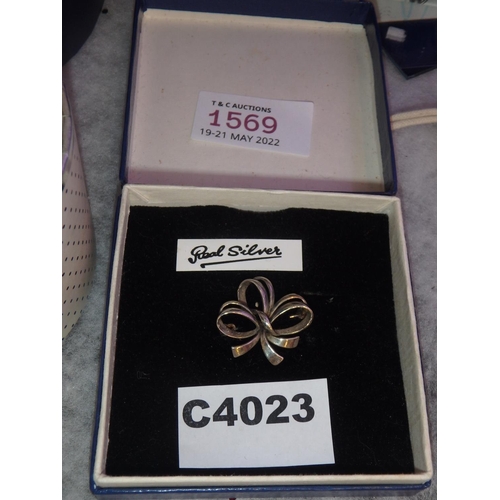 T & C AUCTIONS
1569
19-21 MAY 2022
Real Silver
C4023